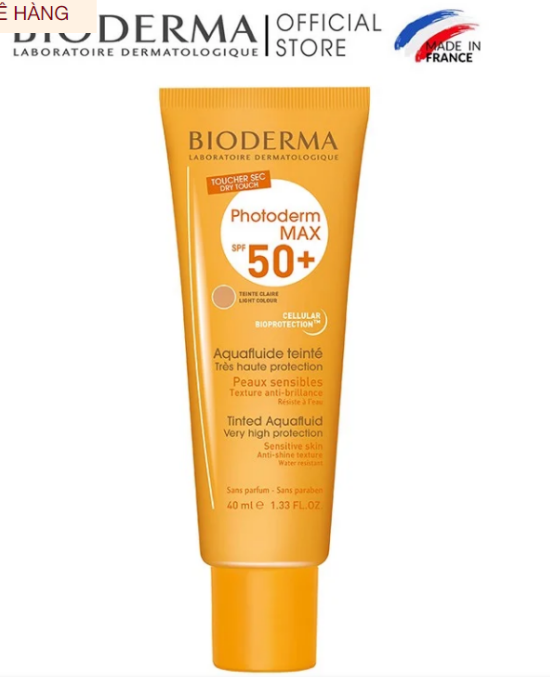 Ê HÀNG
BIODERMA
LABORATOIRE DERMATOLOGIQUE
OFFICIAL
STORE
MADE IN
FRANCE
BIODERMA
LABORATOIRE DERMATOLOGIQUE
TOUCHER SEC
DRY TOUCH
Photoderm
MAX
SPF 50+
TEINTE CLAIRE
LIGHT COLOUR
CELLULAR
BIOPROTECTION™
Aquafluide teinté
Très haute protection
Peaux sensibles
Texture anti-brillance
Résiste à l'eau
Tinted Aquafluid
Very high protection
Sensitive skin
Anti-shine texture
Water resistant
Sans parfum - Sans paraben
40 ml e 1.33 FL.OZ.